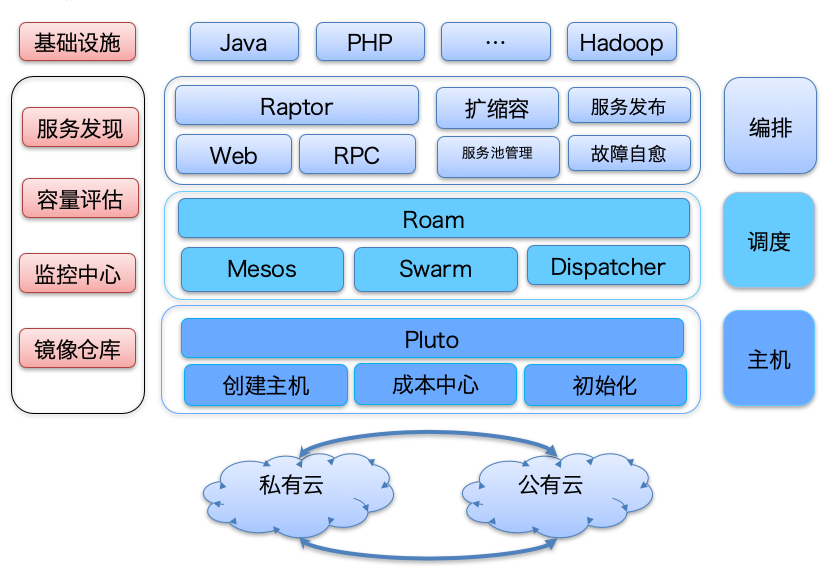 基础设施
Java
PHP
…
Hadoop
服务发现
容量评估
监控中心
镜像仓库
Raptor
扩缩容
服务发布
Web
RPC
服务池管理
故障自愈
编排
Roam
Mesos
Swarm
Dispatcher
调度
Pluto
创建主机
成本中心
初始化
主机
私有云
公有云